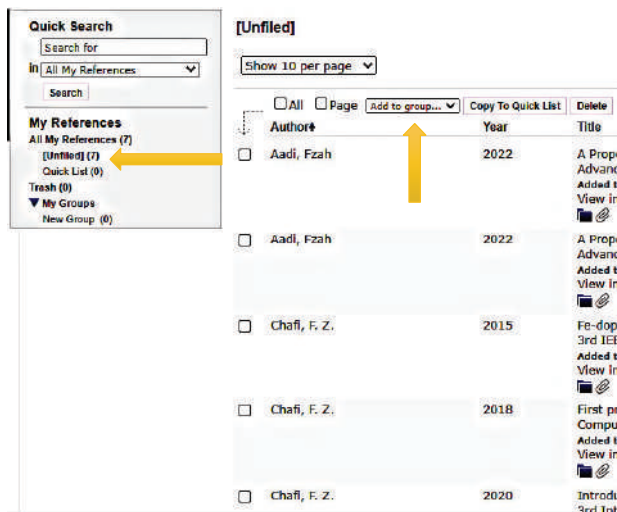 Quick Search
Search for
in All My References
Search
My References
All My References (7)
[Unfiled] (7)
Quick List (0)
Trash (0)
My Groups
New Group (0)
[Unfiled]
Show 10 per page
All Page Add to group... Copy To Quick List Delete
Author Year Title
Aadi, Fzah 2022 A Prop
Advanc
Added t
View in
Aadi, Fzah 2022 A Prop
Advanc
Added t
View in
Chafi, F. Z. 2015 Fe-dop
3rd IEE
Added t
View in
Chafi, F. Z. 2018 First pr
Compu
Added t
View in
Chafi, F. Z. 2020 Introdu
3rd Int